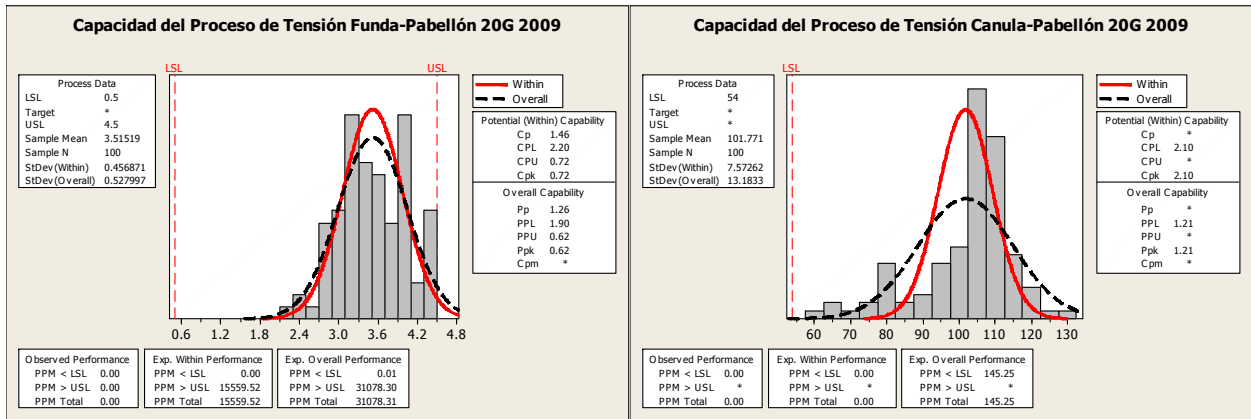 Capacidad del Proceso de Tensión Funda-Pabellón 20G 2009
LSL
USL
Process Data
LSL 0.5
Target *
USL 4.5
Sample Mean 3.51519
Sample N 100
StDev(Within) 0.456871
StDev(Overall) 0.527997
Within
Overall
Potential (Within) Capability
Cp 1.46
CPL 2.20
CPU 0.72
Cpk 0.72
Overall Capability
Pp 1.26
PPL 1.90
PPU 0.62
Ppk 0.62
Cpm *
0.6 1.2 1.8 2.4 3.0 3.6 4.2 4.8
Observed Performance
PPM < LSL 0.00
PPM > USL 0.00
PPM Total 0.00
Exp. Within Performance
PPM < LSL 0.00
PPM > USL 15559.52
PPM Total 15559.52
Exp. Overall Performance
PPM < LSL 0.01
PPM > USL 31078.30
PPM Total 31078.31
Capacidad del Proceso de Tensión Canula-Pabellón 20G 2009
LSL
Process Data
LSL 54
Target *
USL *
Sample Mean 101.771
Sample N 100
StDev(Within) 7.57262
StDev(Overall) 13.1833
Within
Overall
Potential (Within) Capability
Cp *
CPL 2.10
CPU *
Cpk 2.10
Overall Capability
Pp *
PPL 1.21
PPU *
Ppk 1.21
Cpm *
60 70 80 90 100 110 120 130
Observed Performance
PPM < LSL 0.00
PPM > USL *
PPM Total 0.00
Exp. Within Performance
PPM < LSL 0.00
PPM > USL *
PPM Total 0.00
Exp. Overall Performance
PPM < LSL 145.25
PPM > USL *
PPM Total 145.25